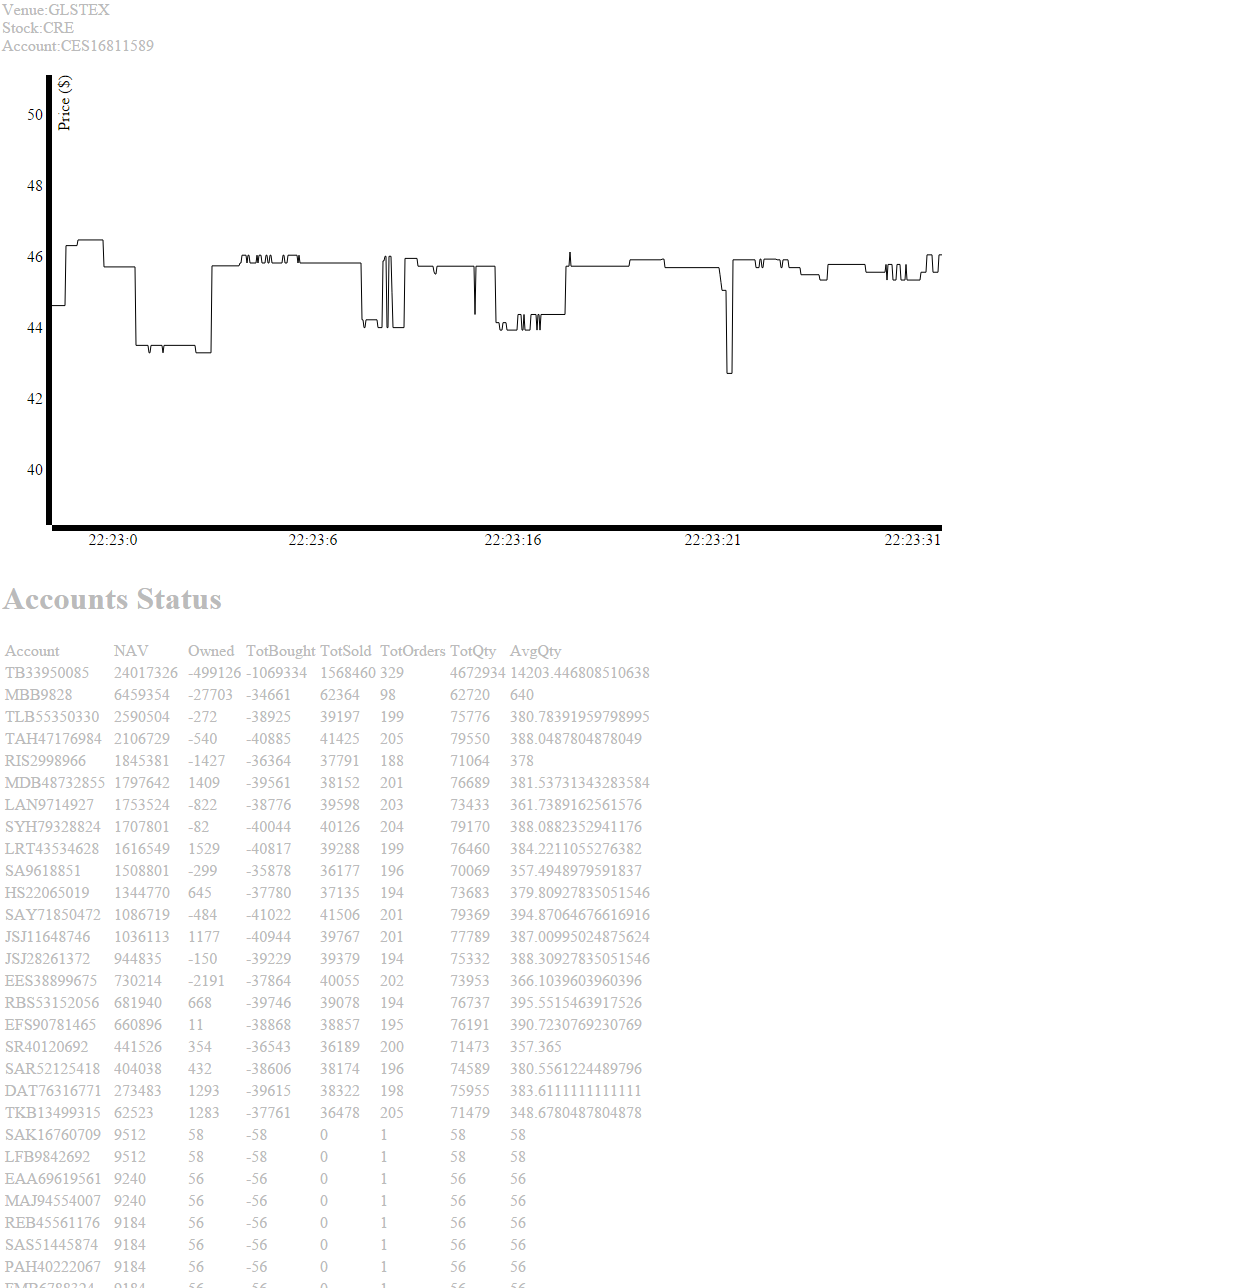 Venue:GLSTEX
Stock:CRE
Account:CES16811589
Price ($)
50
48
46
44
42
40
22:23:0 22:23:6 22:23:16 22:23:21 22:23:31
Accounts Status
Account NAV Owned TotBought TotSold TotOrders TotQty AvgQty
TB33950085 24017326 -499126 -1069334 1568460 329 4672934 14203.446808510638
MBB9828 6459354 -27703 -34661 62364 98 62720 640
TLB55350330 2590504 -272 -38925 39197 199 75776 380.78391959798995
TAH47176984 2106729 -540 -40885 41425 205 79550 388.0487804878049
RIS2998966 1845381 -1427 -36364 37791 188 71064 378
MDB48732855 1797642 1409 -39561 38152 201 76689 381.53731343283584
LAN9714927 1753524 -822 -38776 39598 203 73433 361.7389162561576
SYH79328824 1707801 -82 -40044 40126 204 79170 388.0882352941176
LRT43534628 1616549 1529 -40817 39288 199 76460 384.2211055276382
SA9618851 1508801 -299 -35878 36177 196 70069 357.4948979591837
HS22065019 1344770 645 -37780 37135 194 73683 379.80927835051546
SAY71850472 1086719 -484 -41022 41506 201 79369 394.87064676616916
JSJ11648746 1036113 1177 -40944 39767 201 77789 387.00995024875624
JSJ28261372 944835 -150 -39229 39379 194 75332 388.30927835051546
EES38899675 730214 -2191 -37864 40055 202 73953 366.1039603960396
RBS53152056 681940 668 -39746 39078 194 76737 395.5515463917526
EFS90781465 660896 11 -38868 38857 195 76191 390.7230769230769
SR40120692 441526 354 -36543 36189 200 71473 357.365
SAR52125418 404038 432 -38606 38174 196 74589 380.5561224489796
DAT76316771 273483 1293 -39615 38322 198 75955 383.6111111111111
TKB13499315 62523 1283 -37761 36478 205 71479 348.6780487804878
SAK16760709 9512 58 -58 0 1 58 58
LFB9842692 9512 58 -58 0 1 58 58
EAA69619561 9240 56 -56 0 1 56 56
MAJ94554007 9240 56 -56 0 1 56 56
REB45561176 9184 56 -56 0 1 56 56
SAS51445874 9184 56 -56 0 1 56 56
PAH40222067 9184 56 -56 0 1 56 56
9184 56 -56 0 1 56 56